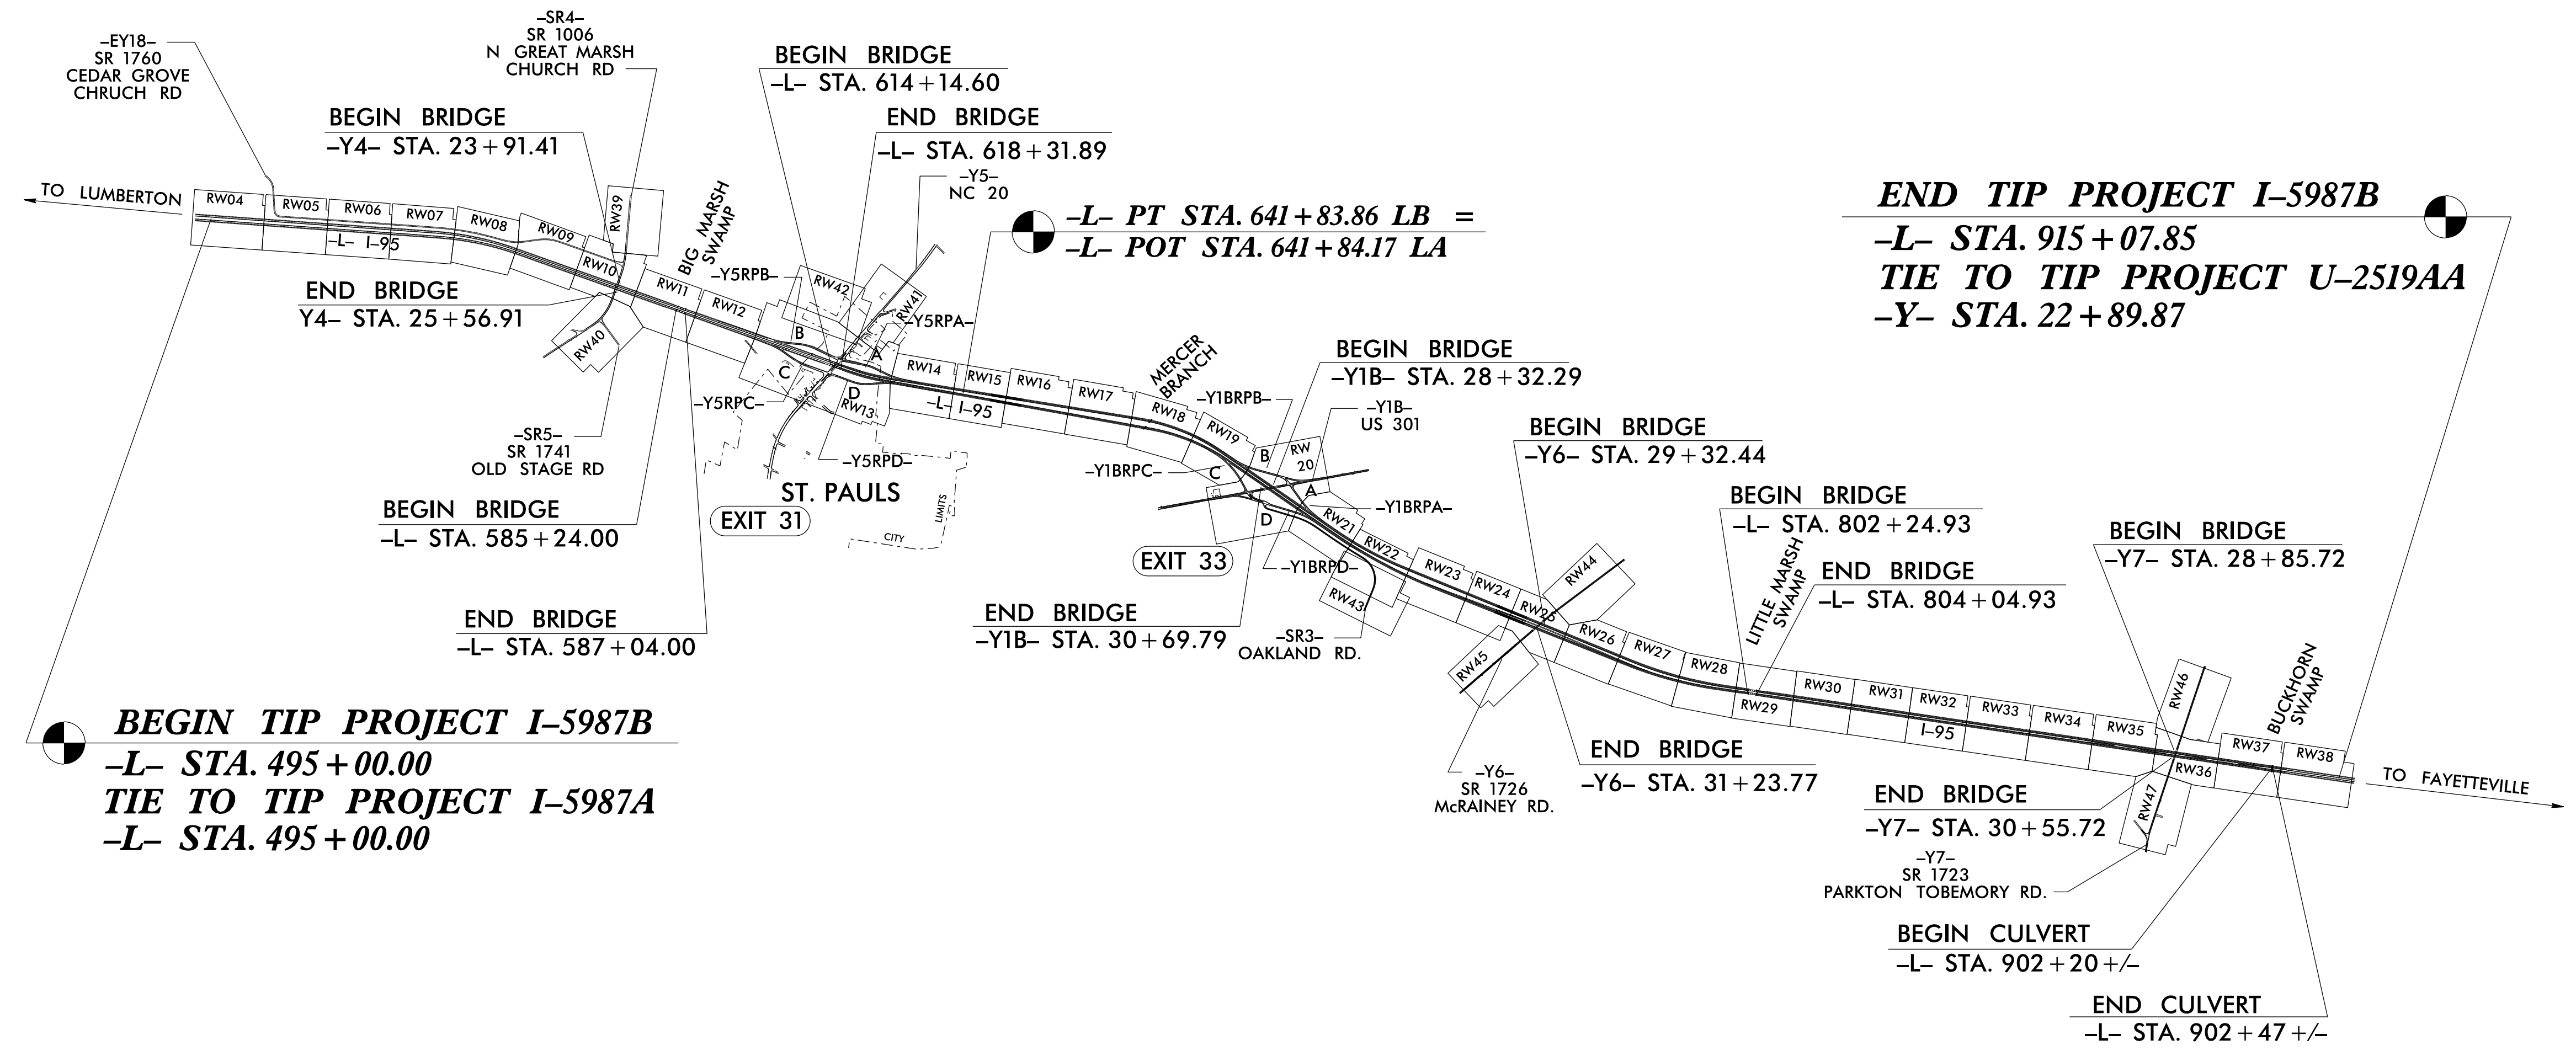 –EY18–
SR 1760
CEDAR GROVE
CHRUCH RD
–SR4–
SR 1006
N GREAT MARSH
CHURCH RD
BEGIN BRIDGE
–Y4– STA. 23+91.41
BEGIN BRIDGE
–L– STA. 614+14.60
END BRIDGE
–L– STA. 618+31.89
–Y5–
NC 20
–L– PT STA. 641+83.86 LB =
–L– POT STA. 641+84.17 LA
END TIP PROJECT I–5987B
–L– STA. 915+07.85
TIE TO TIP PROJECT U–2519AA
–Y– STA. 22+89.87
TO LUMBERTON
RW04
RW05
RW06
RW07
RW08
RW09
RW10
RW39
–L– I–95
BIG MARSH
SWAMP
END BRIDGE
Y4– STA. 25+56.91
RW40
RW11
RW12
–Y5RPB–
RW42
RW41
–Y5RPA–
B
A
C
D
–Y5RPC–
RW13
–Y5RPD–
–SR5–
SR 1741
OLD STAGE RD
ST. PAULS
EXIT 31
CITY
LIMITS
BEGIN BRIDGE
–L– STA. 585+24.00
END BRIDGE
–L– STA. 587+04.00
RW14
RW15
RW16
RW17
RW18
RW19
–L– I–95
MERCER
BRANCH
BEGIN BRIDGE
–Y1B– STA. 28+32.29
–Y1BRPB–
–Y1B–
US 301
–Y1BRPC–
C
B
RW
20
A
D
–Y1BRPA–
EXIT 33
–Y1BRPD–
RW21
RW22
RW43
END BRIDGE
–Y1B– STA. 30+69.79
–SR3–
OAKLAND RD.
BEGIN BRIDGE
–Y6– STA. 29+32.44
RW23
RW24
RW25
RW44
RW45
RW26
RW27
RW28
–Y6–
SR 1726
McRAINEY RD.
END BRIDGE
–Y6– STA. 31+23.77
BEGIN BRIDGE
–L– STA. 802+24.93
LITTLE MARSH
SWAMP
END BRIDGE
–L– STA. 804+04.93
RW29
RW30
RW31
RW32
RW33
RW34
RW35
I–95
BEGIN BRIDGE
–Y7– STA. 28+85.72
RW46
BUCKHORN
SWAMP
RW37
RW38
RW36
RW47
TO FAYETTEVILLE
END BRIDGE
–Y7– STA. 30+55.72
–Y7–
SR 1723
PARKTON TOBEMORY RD.
BEGIN CULVERT
–L– STA. 902+20 +/–
END CULVERT
–L– STA. 902+47 +/–
BEGIN TIP PROJECT I–5987B
–L– STA. 495+00.00
TIE TO TIP PROJECT I–5987A
–L– STA. 495+00.00